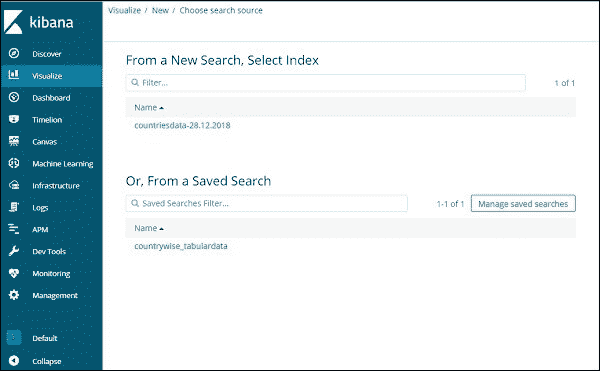 kibana
Discover
Visualize
Dashboard
Timelion
Canvas
Machine Learning
Infrastructure
Logs
APM
Dev Tools
Monitoring
Management
Default
Collapse
Visualize / New / Choose search source
From a New Search, Select Index
Filter... 1 of 1
Name
countriesdata-28.12.2018
Or, From a Saved Search
Saved Searches Filter... 1-1 of 1 Manage saved searches
Name
countrywise_tabulardata